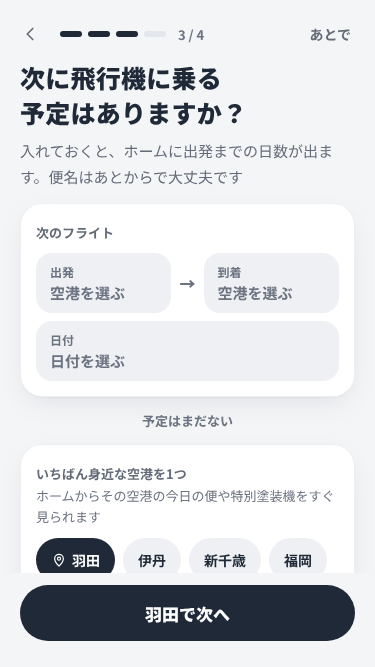 3 / 4
あとで
次に飛行機に乗る
予定はありますか？
入れておくと、ホームに出発までの日数が出ま
す。便名はあとからで大丈夫です
次のフライト
出発
空港を選ぶ
→
到着
空港を選ぶ
日付
日付を選ぶ
予定はまだない
いちばん身近な空港を1つ
ホームからその空港の今日の便や特別塗装機をすぐ
見られます
羽田
伊丹
新千歳
福岡
羽田で次へ